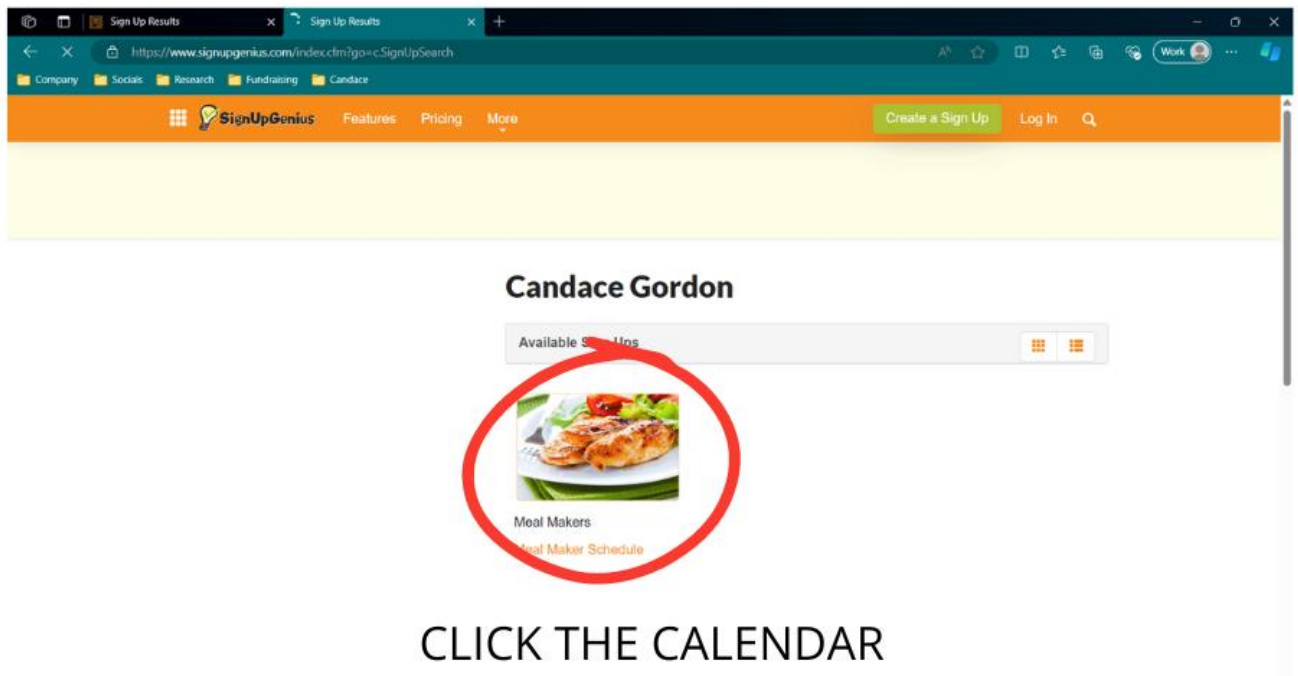 Sign Up Results Sign Up Results
https://www.signupgenius.com/index.cfm?go=c.SignUpSearch Work
Company Socials Research Fundraising Candace
SignUpGenius Features Pricing More Create a Sign Up Log In
Candace Gordon
Available Sign Ups
Meal Makers
Meal Maker Schedule
CLICK THE CALENDAR